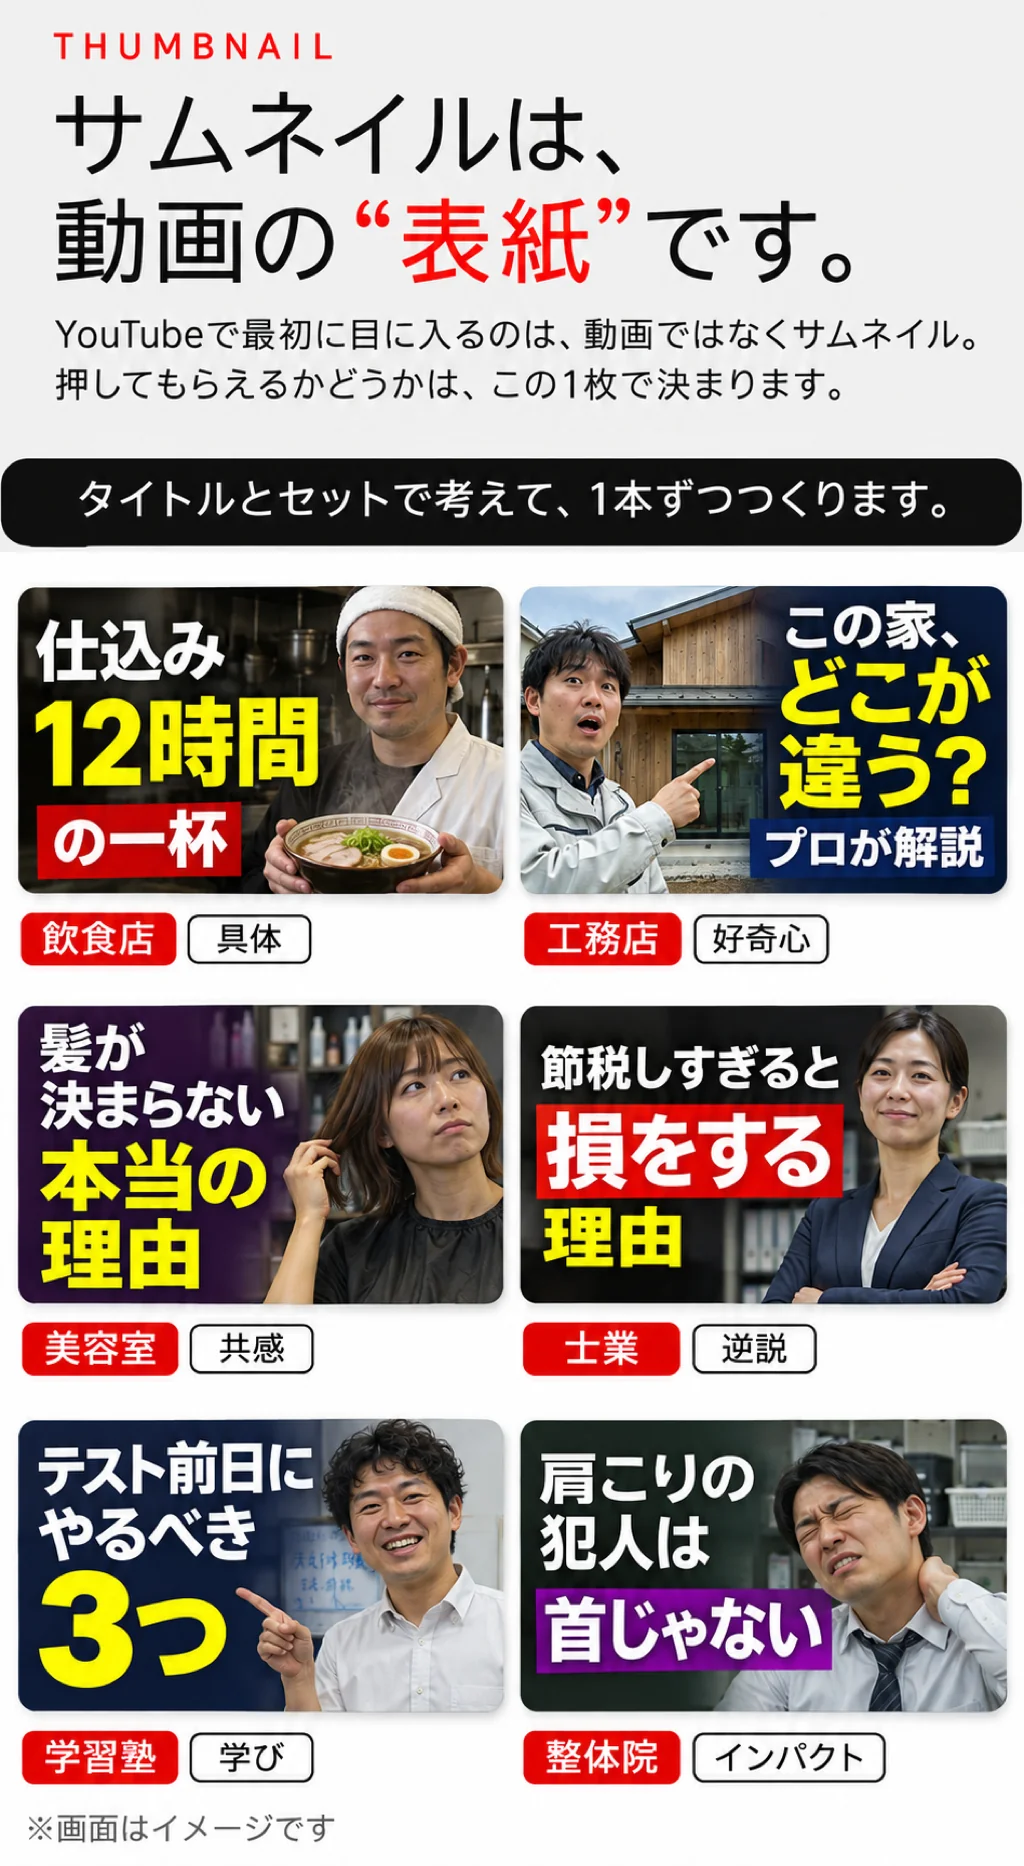 THUMBNAIL
サムネイルは、
動画の“表紙”です。
YouTubeで最初に目に入るのは、動画ではなくサムネイル。
押してもらえるかどうかは、この1枚で決まります。
タイトルとセットで考えて、1本ずつつくります。
仕込み
12時間
の一杯
飲食店
具体
この家、
どこが
違う?
プロが解説
工務店
好奇心
髪が
決まらない
本当の
理由
美容室
共感
節税しすぎると
損をする
理由
士業
逆説
テスト前日に
やるべき
3つ
学習塾
学び
肩こりの
犯人は
首じゃない
整体院
インパクト
※画面はイメージです